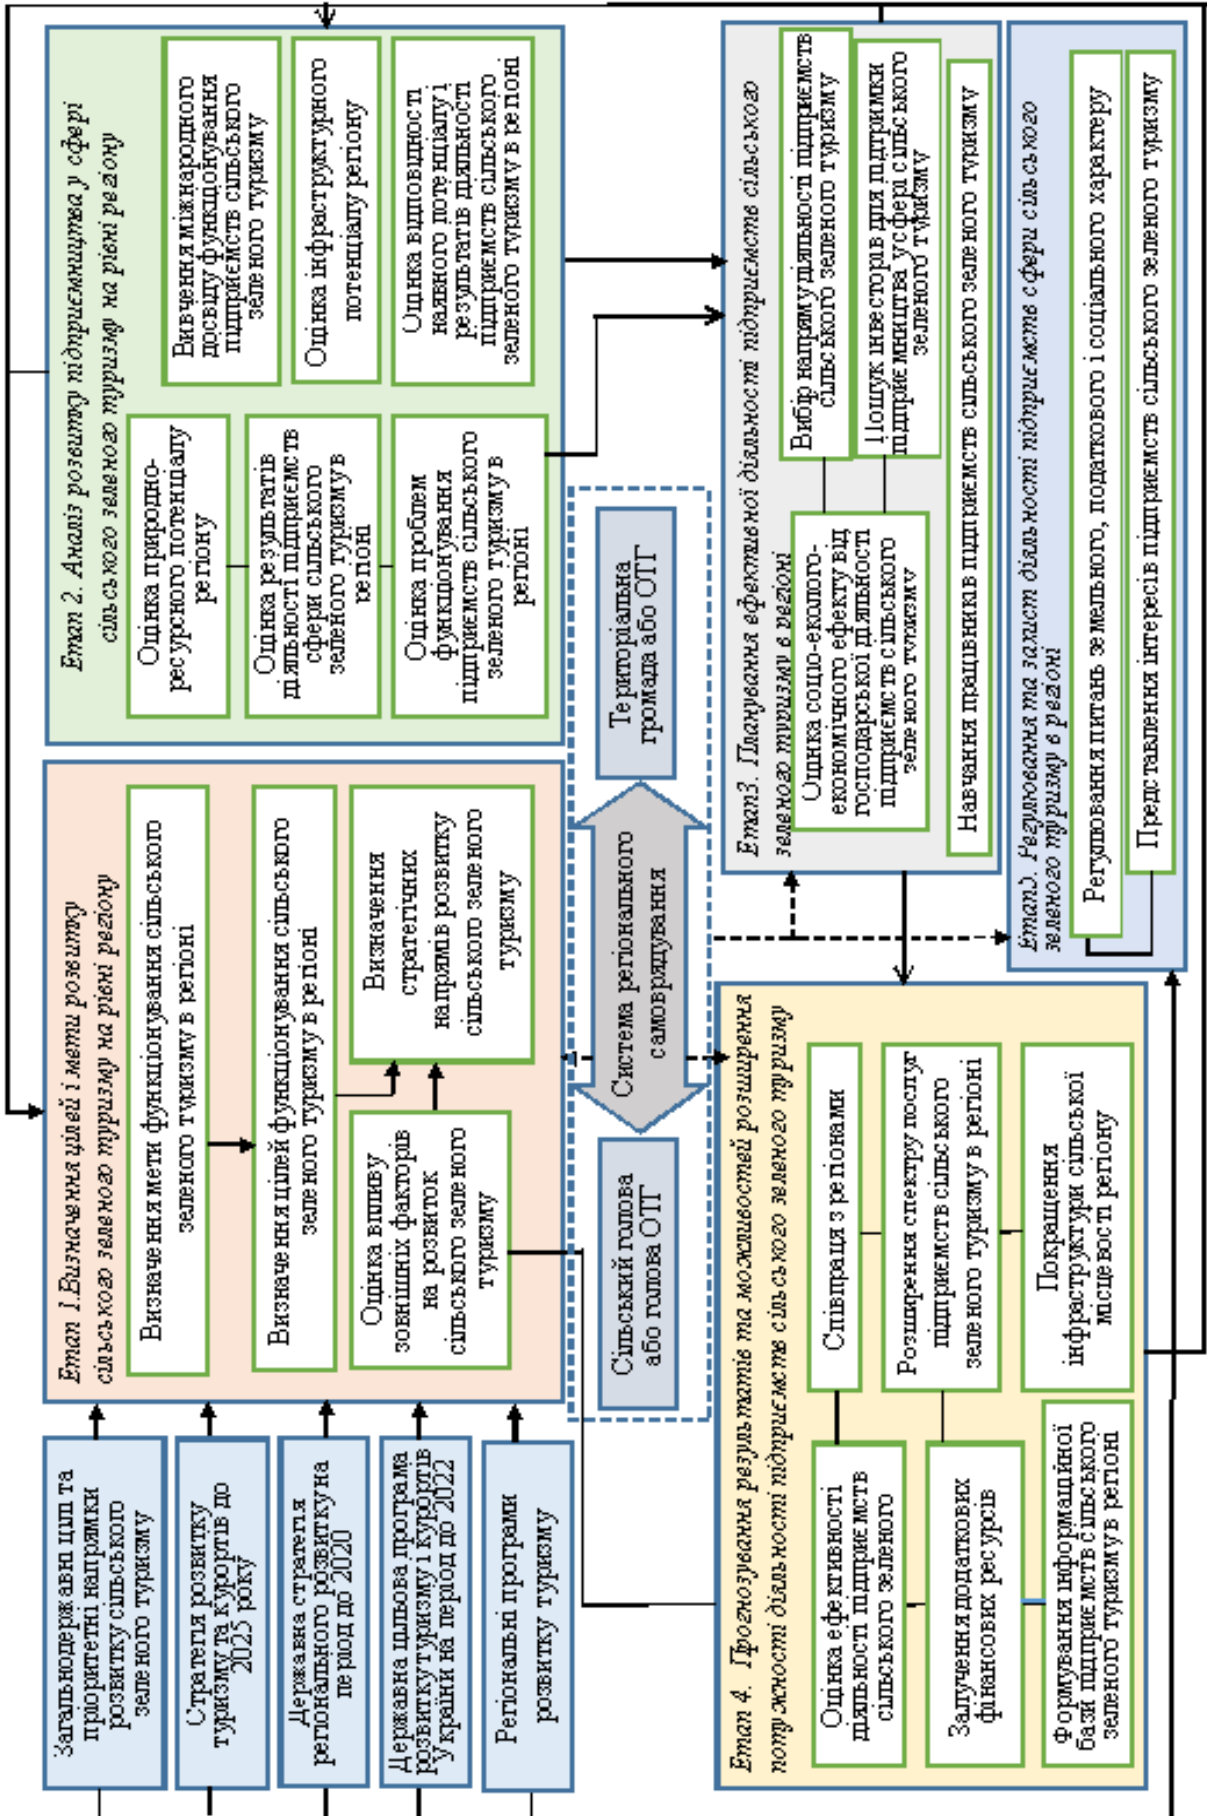 Загальнодержавні цілі та
пріоритетні напрямки
розвитку сільського
зеленого туризму
Стратегія розвитку
туризму та курортів до
2025 року
Державна стратегія
регіонального розвитку на
період до 2020
Державна цільова програма
розвитку туризму і курортів
України на період до 2022
Регіональні програми
розвитку туризму
Етап 1.Визначення цілей і мети розвитку
сільського зеленого туризму на рівні регіону
Визначення мети функціонування сільського
зеленого туризму в регіоні
Визначення цілей функціонування сільського
зеленого туризму в регіоні
Оцінка впливу
зовнішніх факторів
на розвиток
сільського зеленого
туризму
Визначення
стратегічних
напрямів розвитку
сільського зеленого
туризму
Етап 2. Аналіз розвитку підприємництва у сфері
сільського зеленого туризму на рівні регіону
Оцінка природно-
ресурсного потенціалу
регіону
Оцінка результатів
діяльності підприємств
сфери сільського
зеленого туризму в
регіоні
Оцінка проблем
функціонування
підприємств сільського
зеленого туризму в
регіоні
Вивчення міжнародного
досвіду функціонування
підприємств сільського
зеленого туризму
Оцінка інфраструктурного
потенціалу регіону
Оцінка відповідності
наявного потенціалу і
результатів діяльності
підприємств сільського
зеленого туризму в регіоні
Сільський голова
або голова ОТГ
Система регіонального
самоврядування
Територіальна
громада або ОТГ
Етап 4. Прогнозування результатів та можливостей розширення
потужності діяльності підприємств сільського зеленого туризму
Оцінка ефективності
діяльності підприємств
сільського зеленого
Залучення додаткових
фінансових ресурсів
Формування інформаційної
бази підприємств сільського
зеленого туризму в регіоні
Співпраця з регіонами
Розширення спектру послуг
підприємств сільського
зеленого туризму в регіоні
Покращення
інфраструктури сільської
місцевості регіону
Етап3. Планування ефективної діяльності підприємств сільського
зеленого туризму в регіоні
Оцінка соціо-еколого-
економічного ефекту від
господарської діяльності
підприємств сільського
зеленого туризму
Вибір напряму діяльності підприємств
сільського зеленого туризму
Пошук інвесторів для підтримки
підприємництва у сфері сільського
зеленого туризму
Навчання працівників підприємств сільського зеленого туризму
Етап5. Регулювання та захист діяльності підприємств сфери сільського
зеленого туризму в регіоні
Регулювання питань земельного, податкового і соціального характеру
Представлення інтересів підприємств сільського зеленого туризму